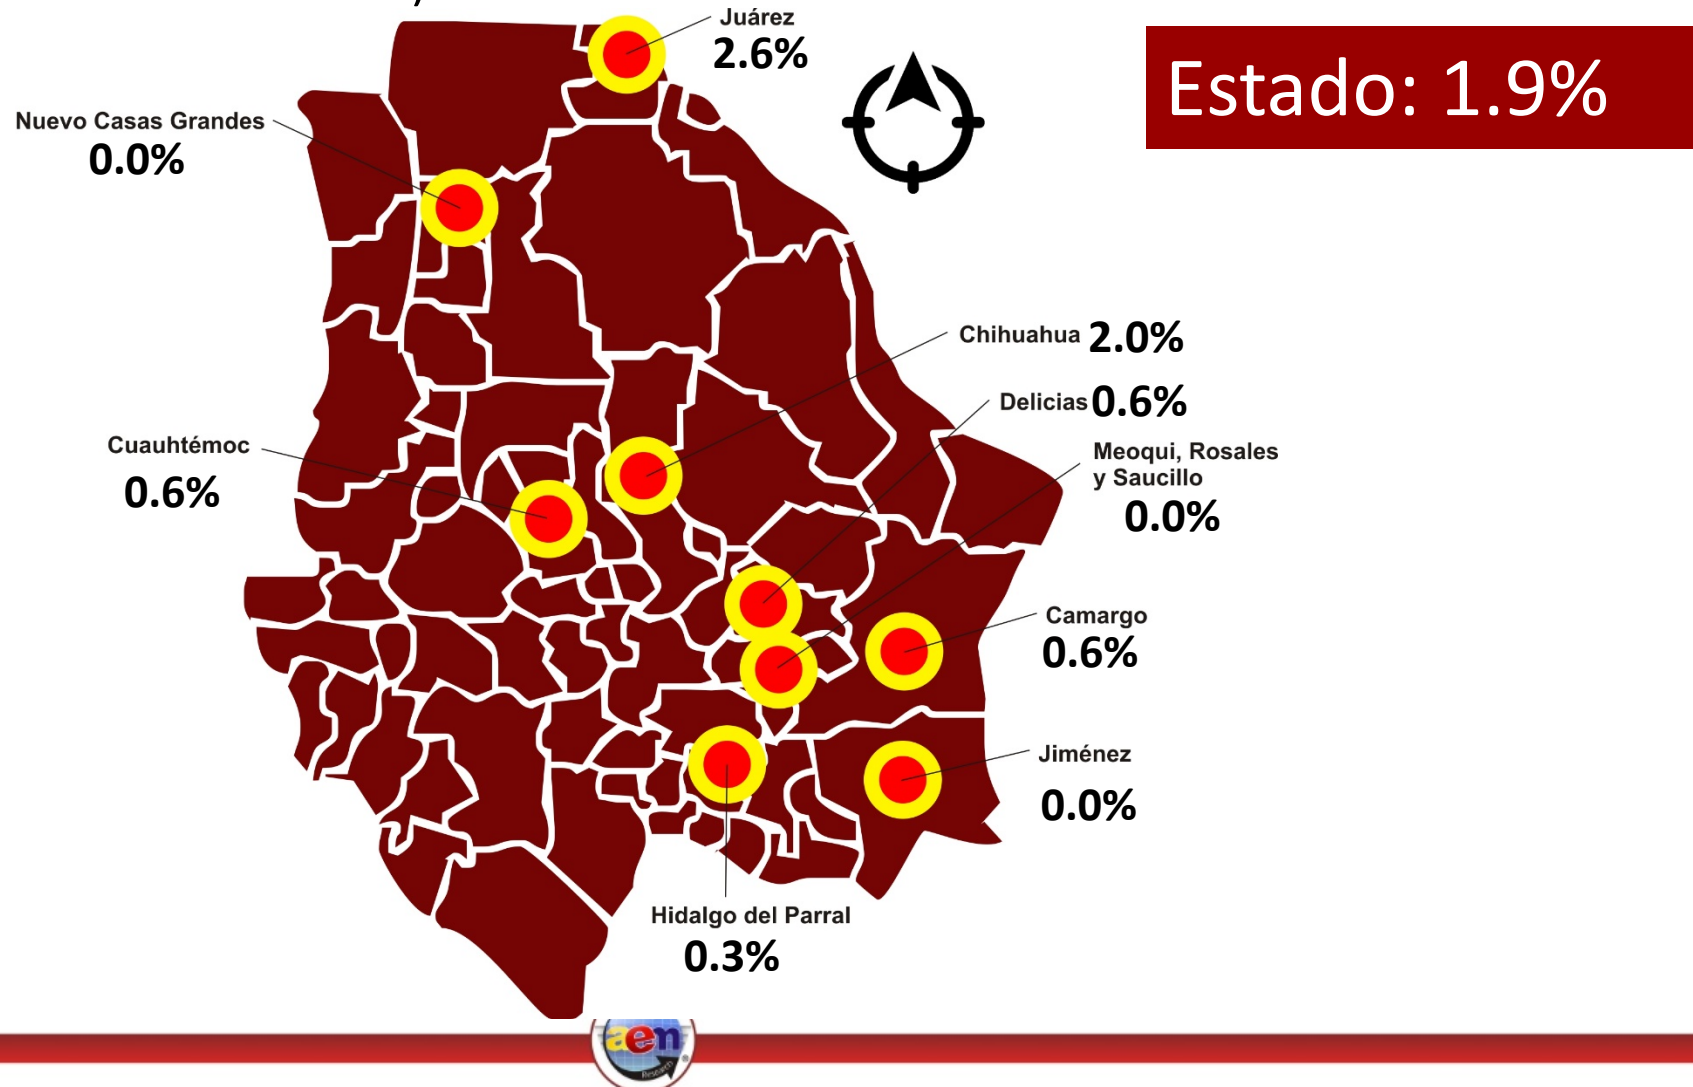 Juárez
2.6%
Estado: 1.9%
Nuevo Casas Grandes
0.0%
Chihuahua 2.0%
Delicias 0.6%
Cuauhtémoc
0.6%
Meoqui, Rosales
y Saucillo
0.0%
Camargo
0.6%
Jiménez
0.0%
Hidalgo del Parral
0.3%
aen
Research
®